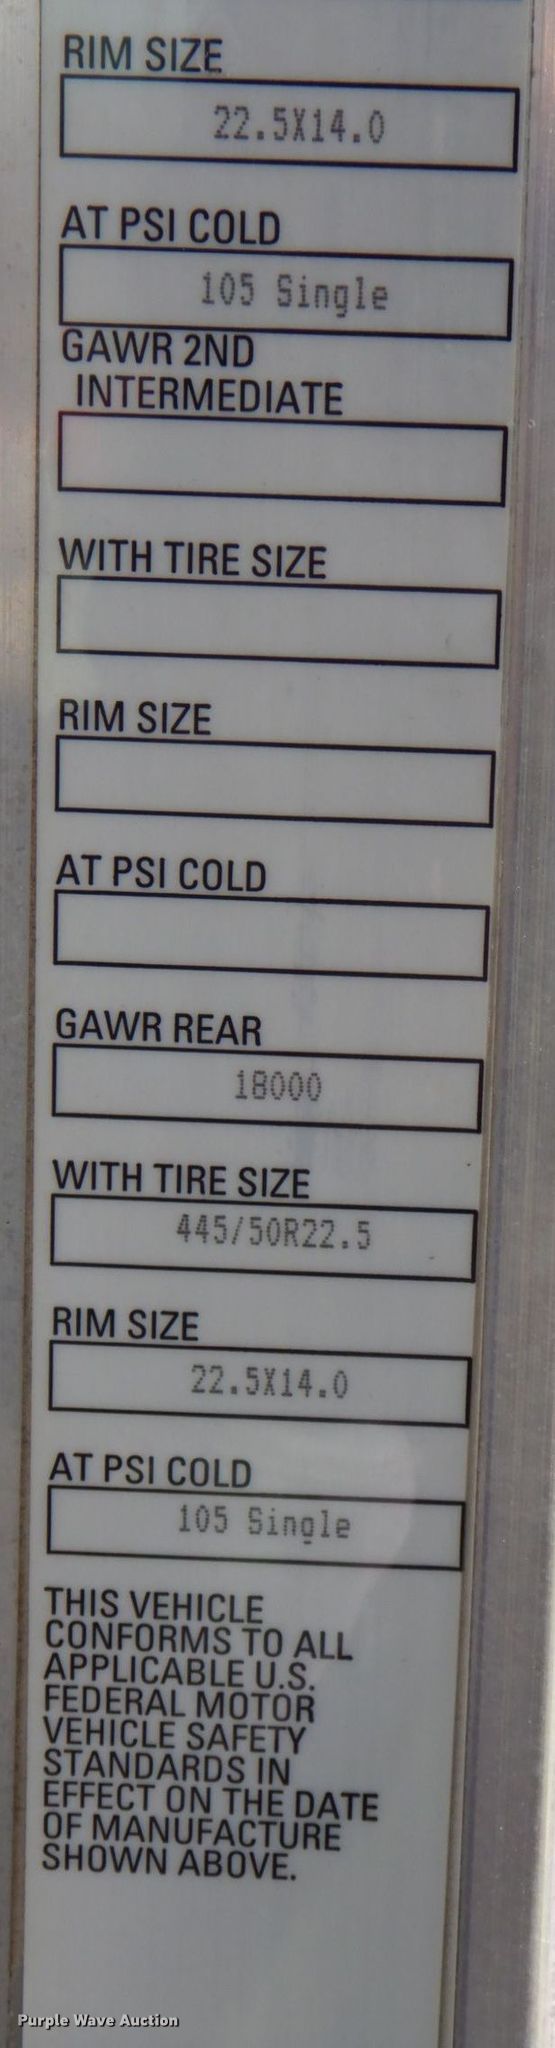 RIM SIZE
22.5X14.0
AT PSI COLD
105 Single
GAWR 2ND
INTERMEDIATE
WITH TIRE SIZE
RIM SIZE
AT PSI COLD
GAWR REAR
18000
WITH TIRE SIZE
445/50R22.5
RIM SIZE
22.5X14.0
AT PSI COLD
105 Single
THIS VEHICLE
CONFORMS TO ALL
APPLICABLE U.S.
FEDERAL MOTOR
VEHICLE SAFETY
STANDARDS IN
EFFECT ON THE DATE
OF MANUFACTURE
SHOWN ABOVE.
Purple Wave Auction